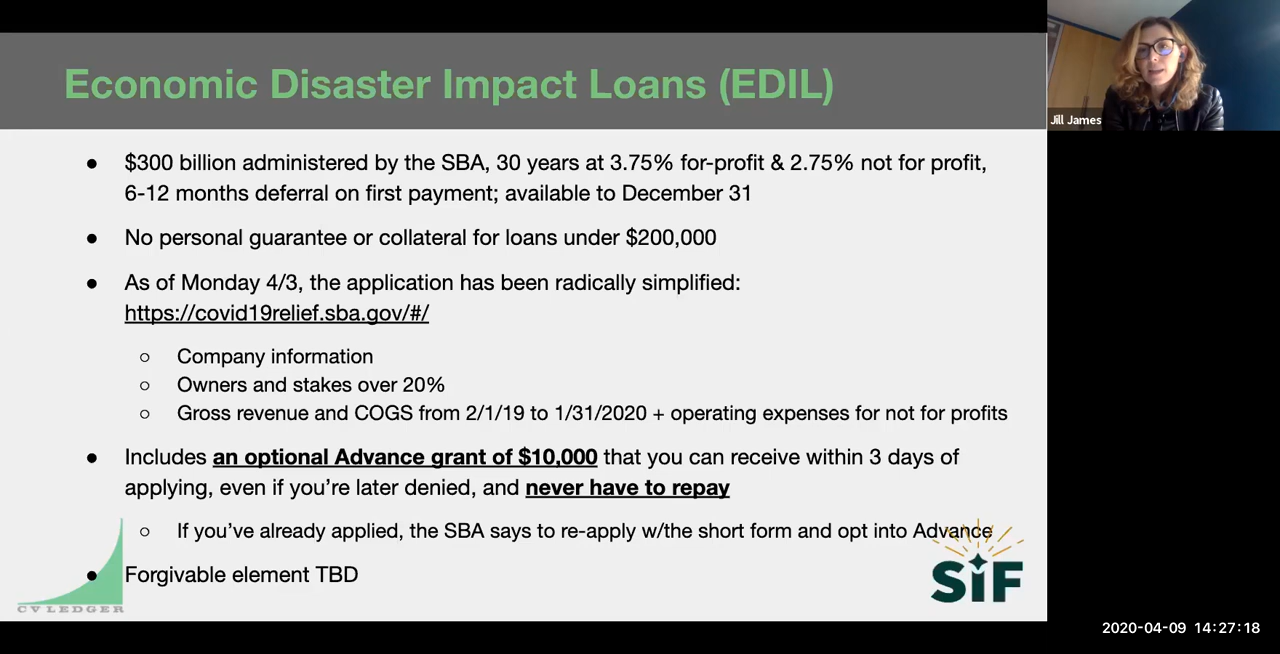 Economic Disaster Impact Loans (EDIL)
Jill James
● $300 billion administered by the SBA, 30 years at 3.75% for-profit & 2.75% not for profit,
6-12 months deferral on first payment; available to December 31
● No personal guarantee or collateral for loans under $200,000
● As of Monday 4/3, the application has been radically simplified:
https://covid19relief.sba.gov/#/
○ Company information
○ Owners and stakes over 20%
○ Gross revenue and COGS from 2/1/19 to 1/31/2020 + operating expenses for not for profits
● Includes an optional Advance grant of $10,000 that you can receive within 3 days of
applying, even if you're later denied, and never have to repay
○ If you've already applied, the SBA says to re-apply w/the short form and opt into Advance
● Forgivable element TBD
CVLEDGER
SiF
2020-04-09 14:27:18